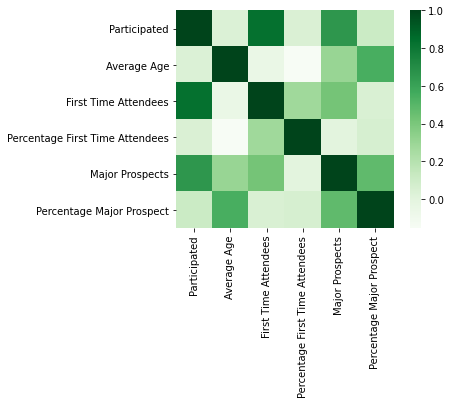 Participated
Average Age
First Time Attendees
Percentage First Time Attendees
Major Prospects
Percentage Major Prospect
Participated
Average Age
First Time Attendees
Percentage First Time Attendees
Major Prospects
Percentage Major Prospect
1.0
0.8
0.6
0.4
0.2
0.0